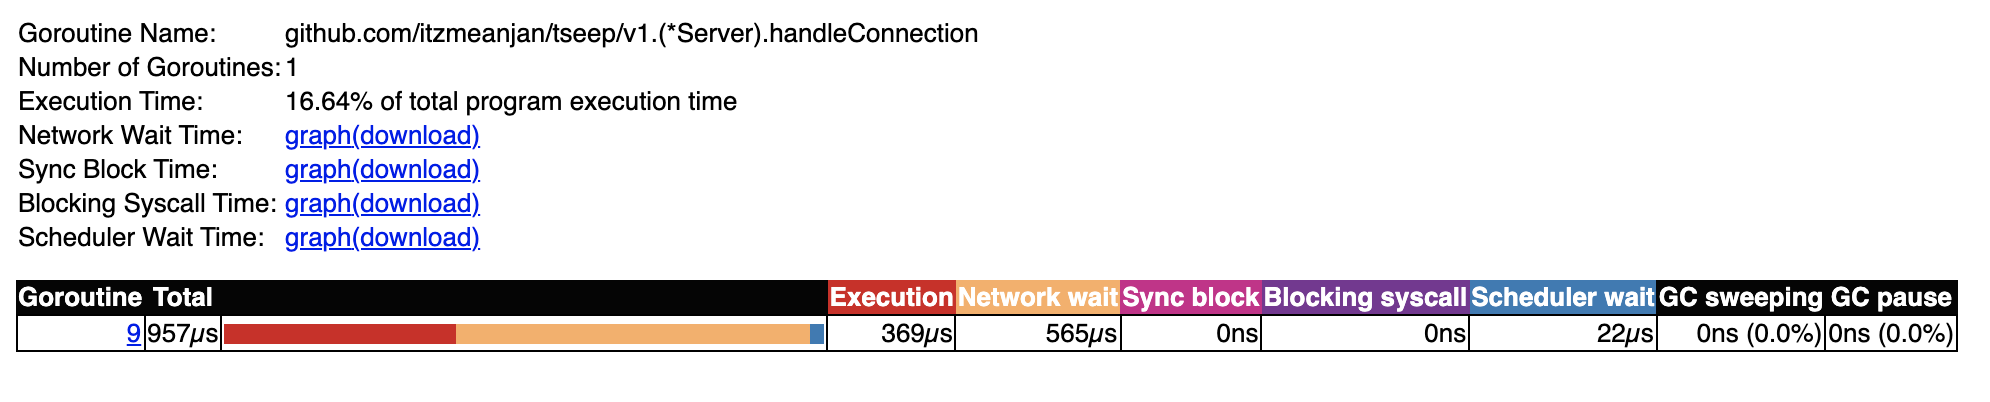 Goroutine Name: github.com/itzmeanjan/tseep/v1.(*Server).handleConnection
Number of Goroutines: 1
Execution Time: 16.64% of total program execution time
Network Wait Time: graph(download)
Sync Block Time: graph(download)
Blocking Syscall Time: graph(download)
Scheduler Wait Time: graph(download)
Goroutine Total Execution Network wait Sync block Blocking syscall Scheduler wait GC sweeping GC pause
9 957µs 369µs 565µs 0ns 0ns 22µs 0ns (0.0%) 0ns (0.0%)